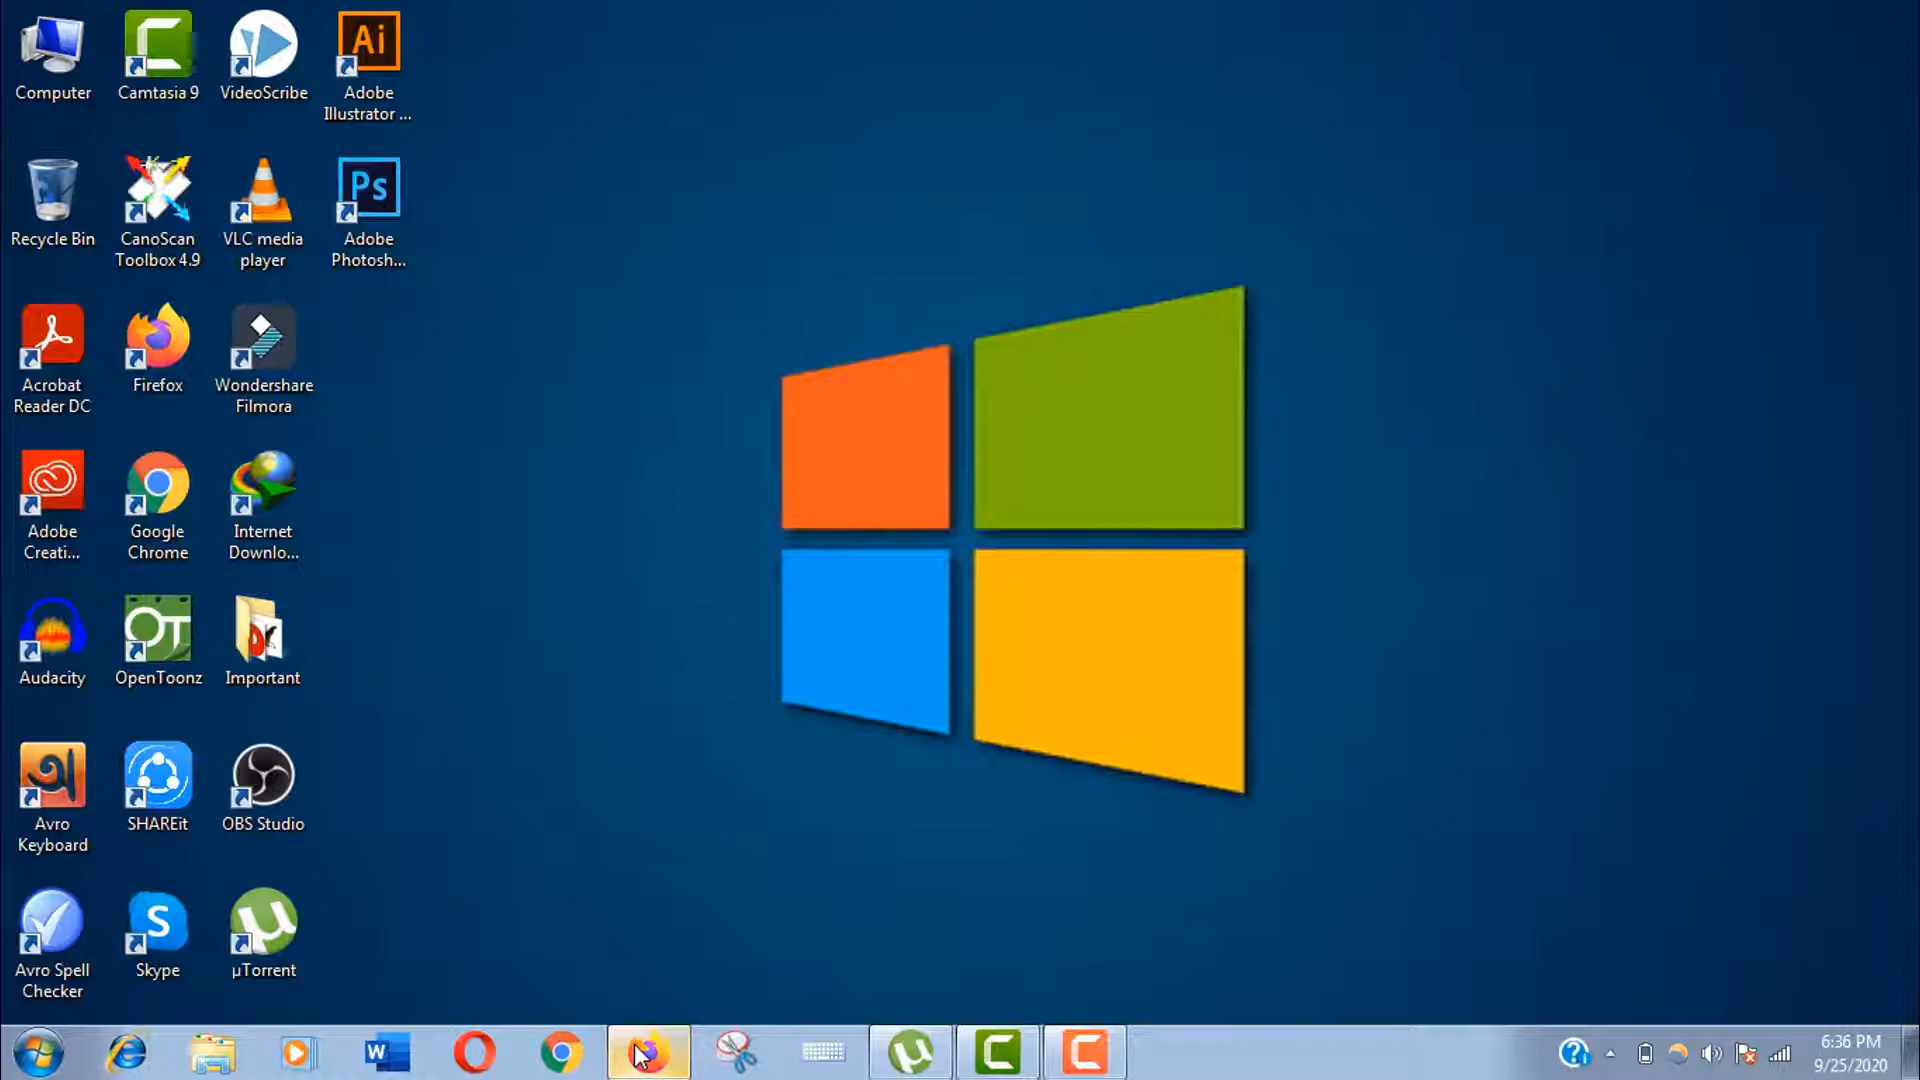 Computer
Camtasia 9
VideoScribe
Ai
Adobe
Illustrator ...
Recycle Bin
CanoScan
Toolbox 4.9
VLC media
player
Ps
Adobe
Photosh...
Acrobat
Reader DC
Firefox
Wondershare
Filmora
Adobe
Creati...
Google
Chrome
Internet
Downlo...
Audacity
OT
OpenToonz
Important
অ
Avro
Keyboard
SHAREit
OBS Studio
Avro Spell
Checker
S
Skype
µ
µTorrent
W
µ
6:36 PM
9/25/2020